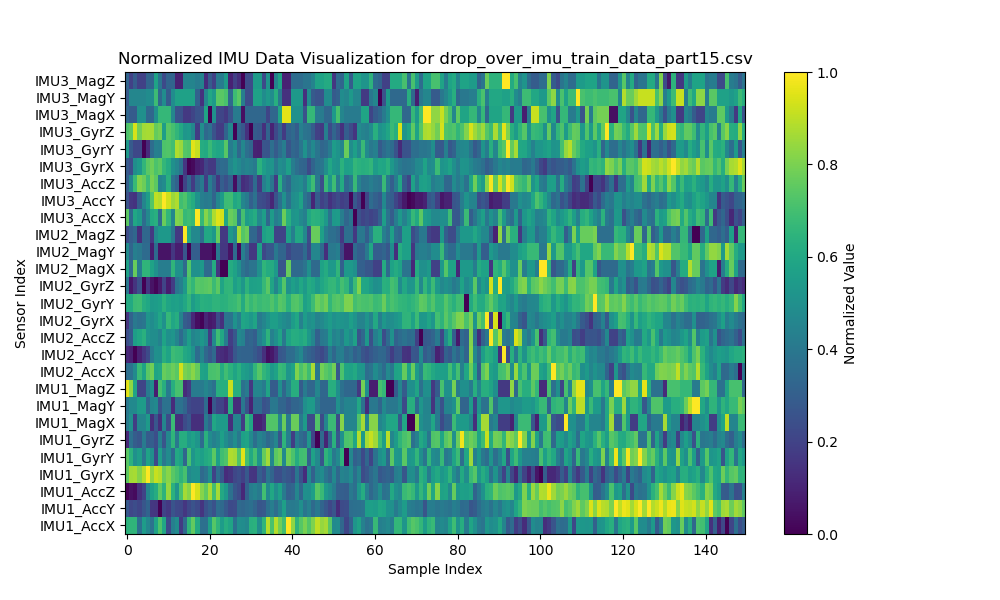 Normalized IMU Data Visualization for drop_over_imu_train_data_part15.csv
IMU3_MagZ
IMU3_MagY
IMU3_MagX
IMU3_GyrZ
IMU3_GyrY
IMU3_GyrX
IMU3_AccZ
IMU3_AccY
IMU3_AccX
IMU2_MagZ
IMU2_MagY
IMU2_MagX
IMU2_GyrZ
IMU2_GyrY
IMU2_GyrX
IMU2_AccZ
IMU2_AccY
IMU2_AccX
IMU1_MagZ
IMU1_MagY
IMU1_MagX
IMU1_GyrZ
IMU1_GyrY
IMU1_GyrX
IMU1_AccZ
IMU1_AccY
IMU1_AccX
Sensor Index
0 20 40 60 80 100 120 140
Sample Index
1.0
0.8
0.6
0.4
0.2
0.0
Normalized Value